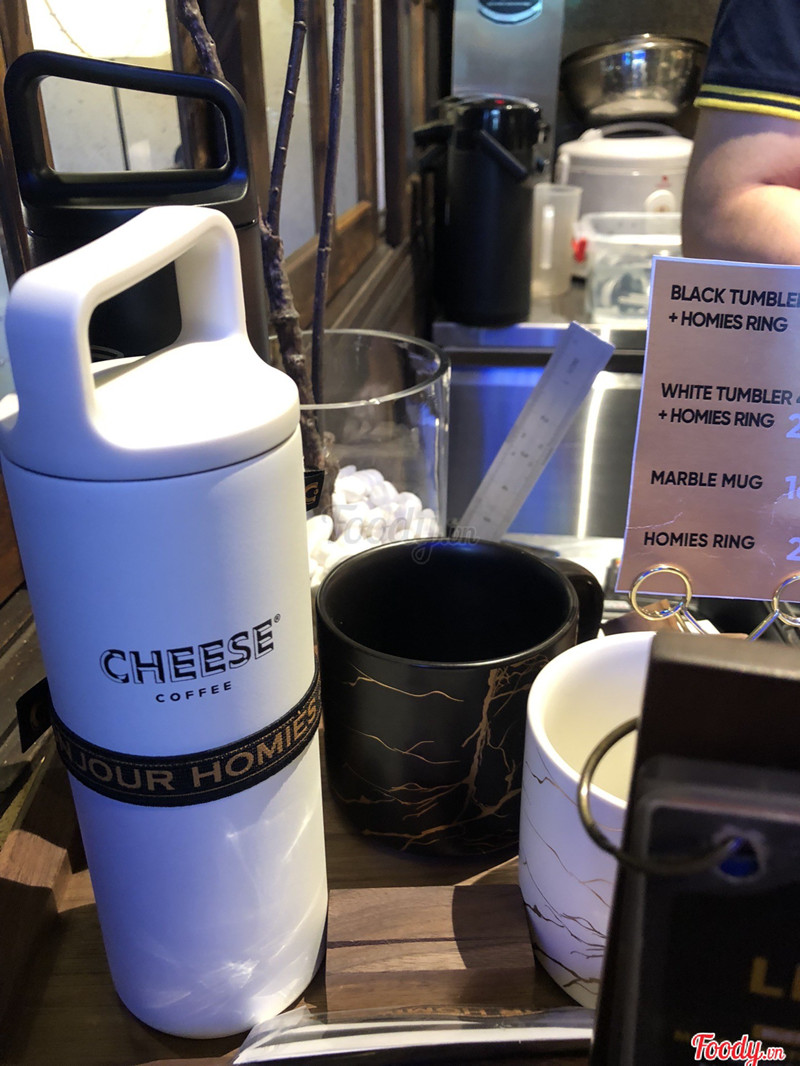 BLACK TUMBLER
+ HOMIES RING
WHITE TUMBLER
+ HOMIES RING
MARBLE MUG
HOMIES RING
CHEESE®
COFFEE
NJOUR HOMIES
Foody.vn
Foody.vn